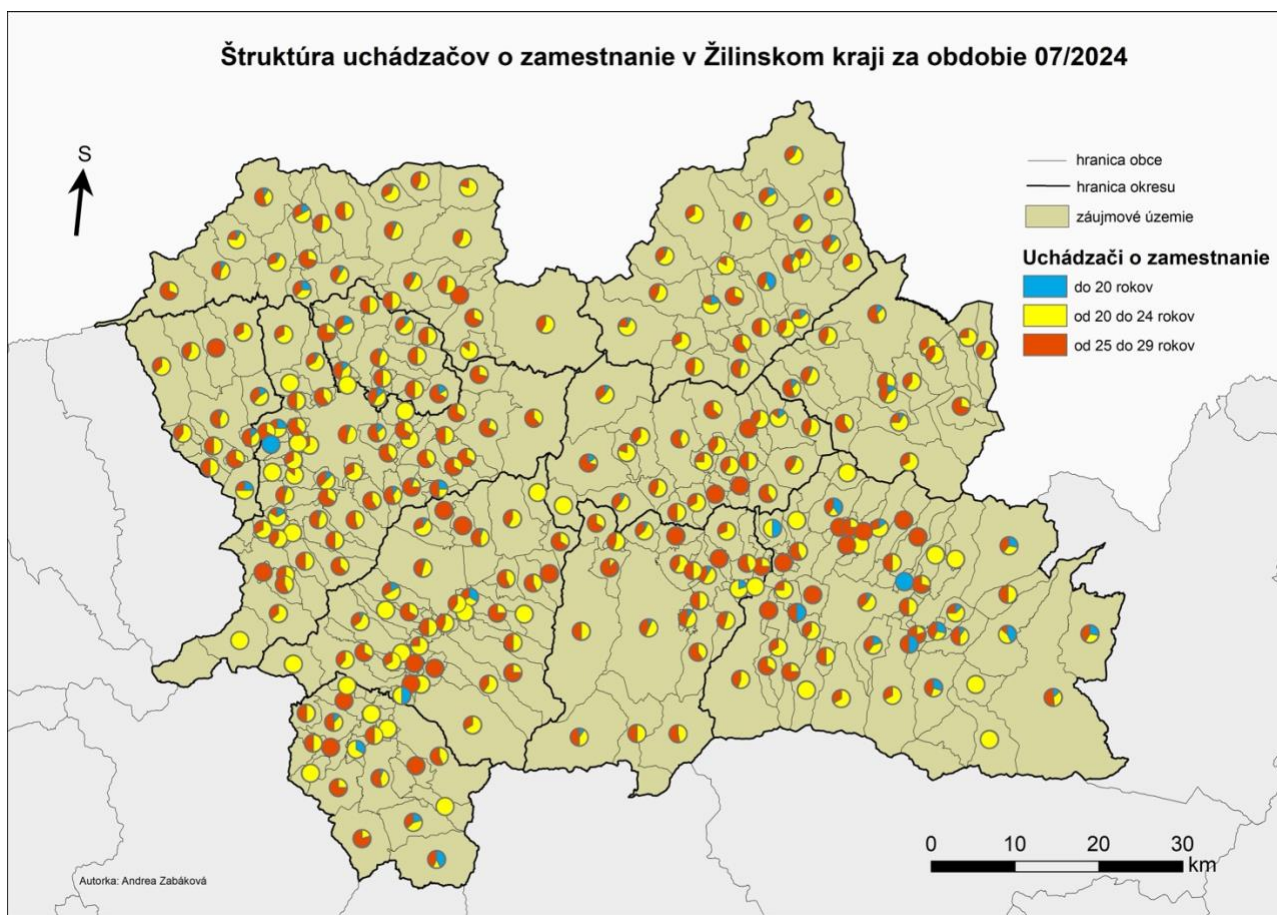 Štruktúra uchádzačov o zamestnanie v Žilinskom kraji za obdobie 07/2024
S
hranica obce
hranica okresu
záujmové územie
Uchádzači o zamestnanie
do 20 rokov
od 20 do 24 rokov
od 25 do 29 rokov
0 10 20 30
km
Autorka: Andrea Zabáková